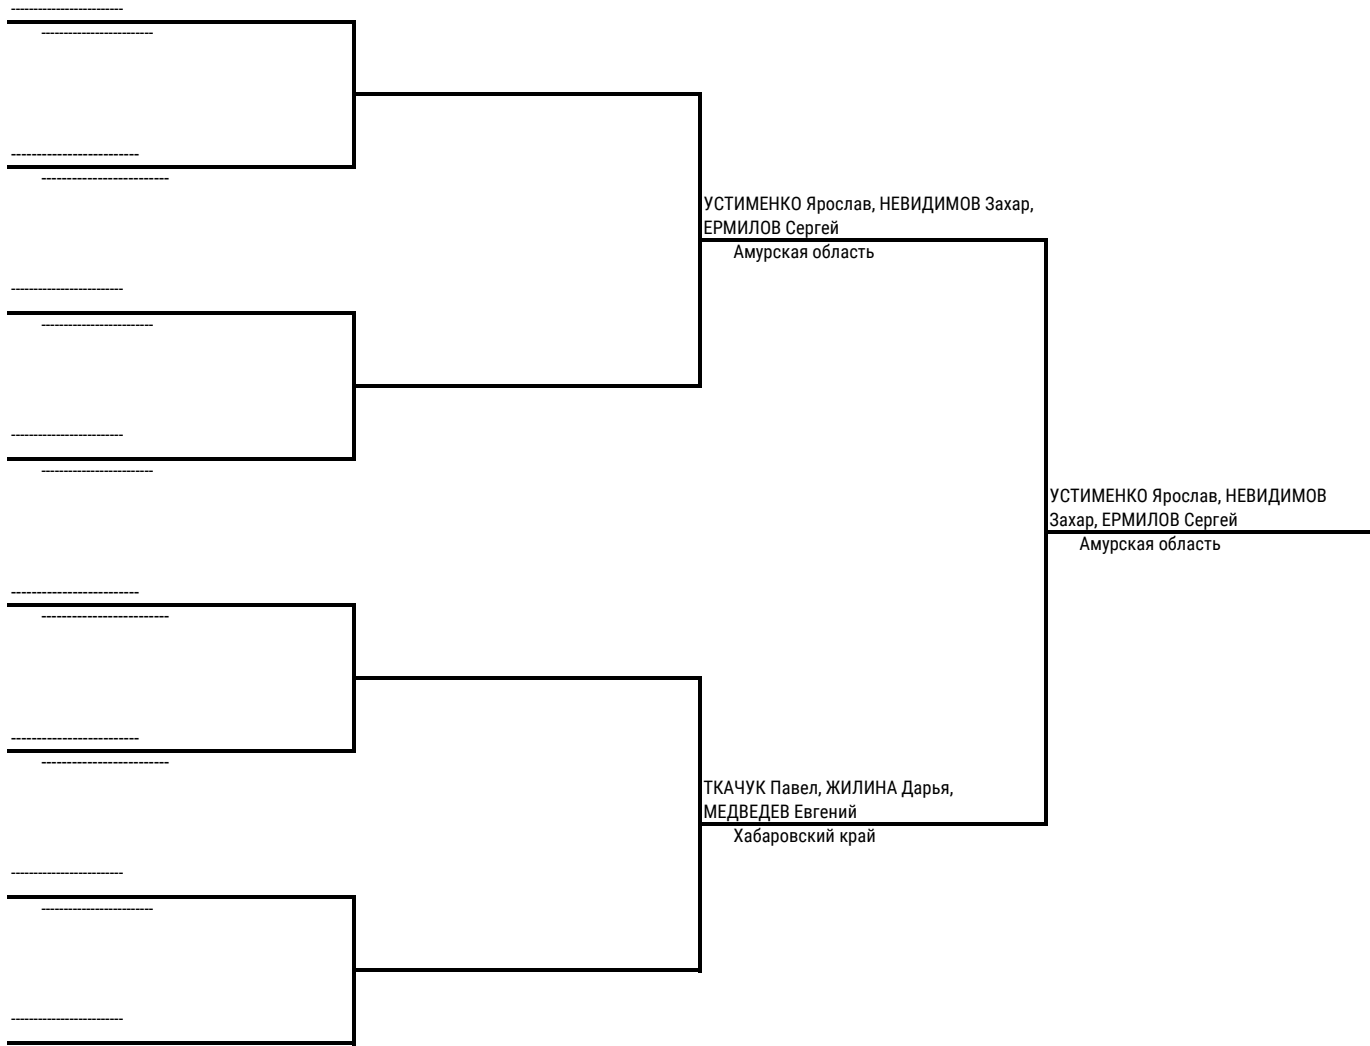 -------------------------
-------------------------
-------------------------
-------------------------
УСТИМЕНКО Ярослав, НЕВИДИМОВ Захар,
ЕРМИЛОВ Сергей
Амурская область
-------------------------
-------------------------
-------------------------
-------------------------
УСТИМЕНКО Ярослав, НЕВИДИМОВ
Захар, ЕРМИЛОВ Сергей
Амурская область
-------------------------
-------------------------
-------------------------
-------------------------
ТКАЧУК Павел, ЖИЛИНА Дарья,
МЕДВЕДЕВ Евгений
Хабаровский край
-------------------------
-------------------------
-------------------------